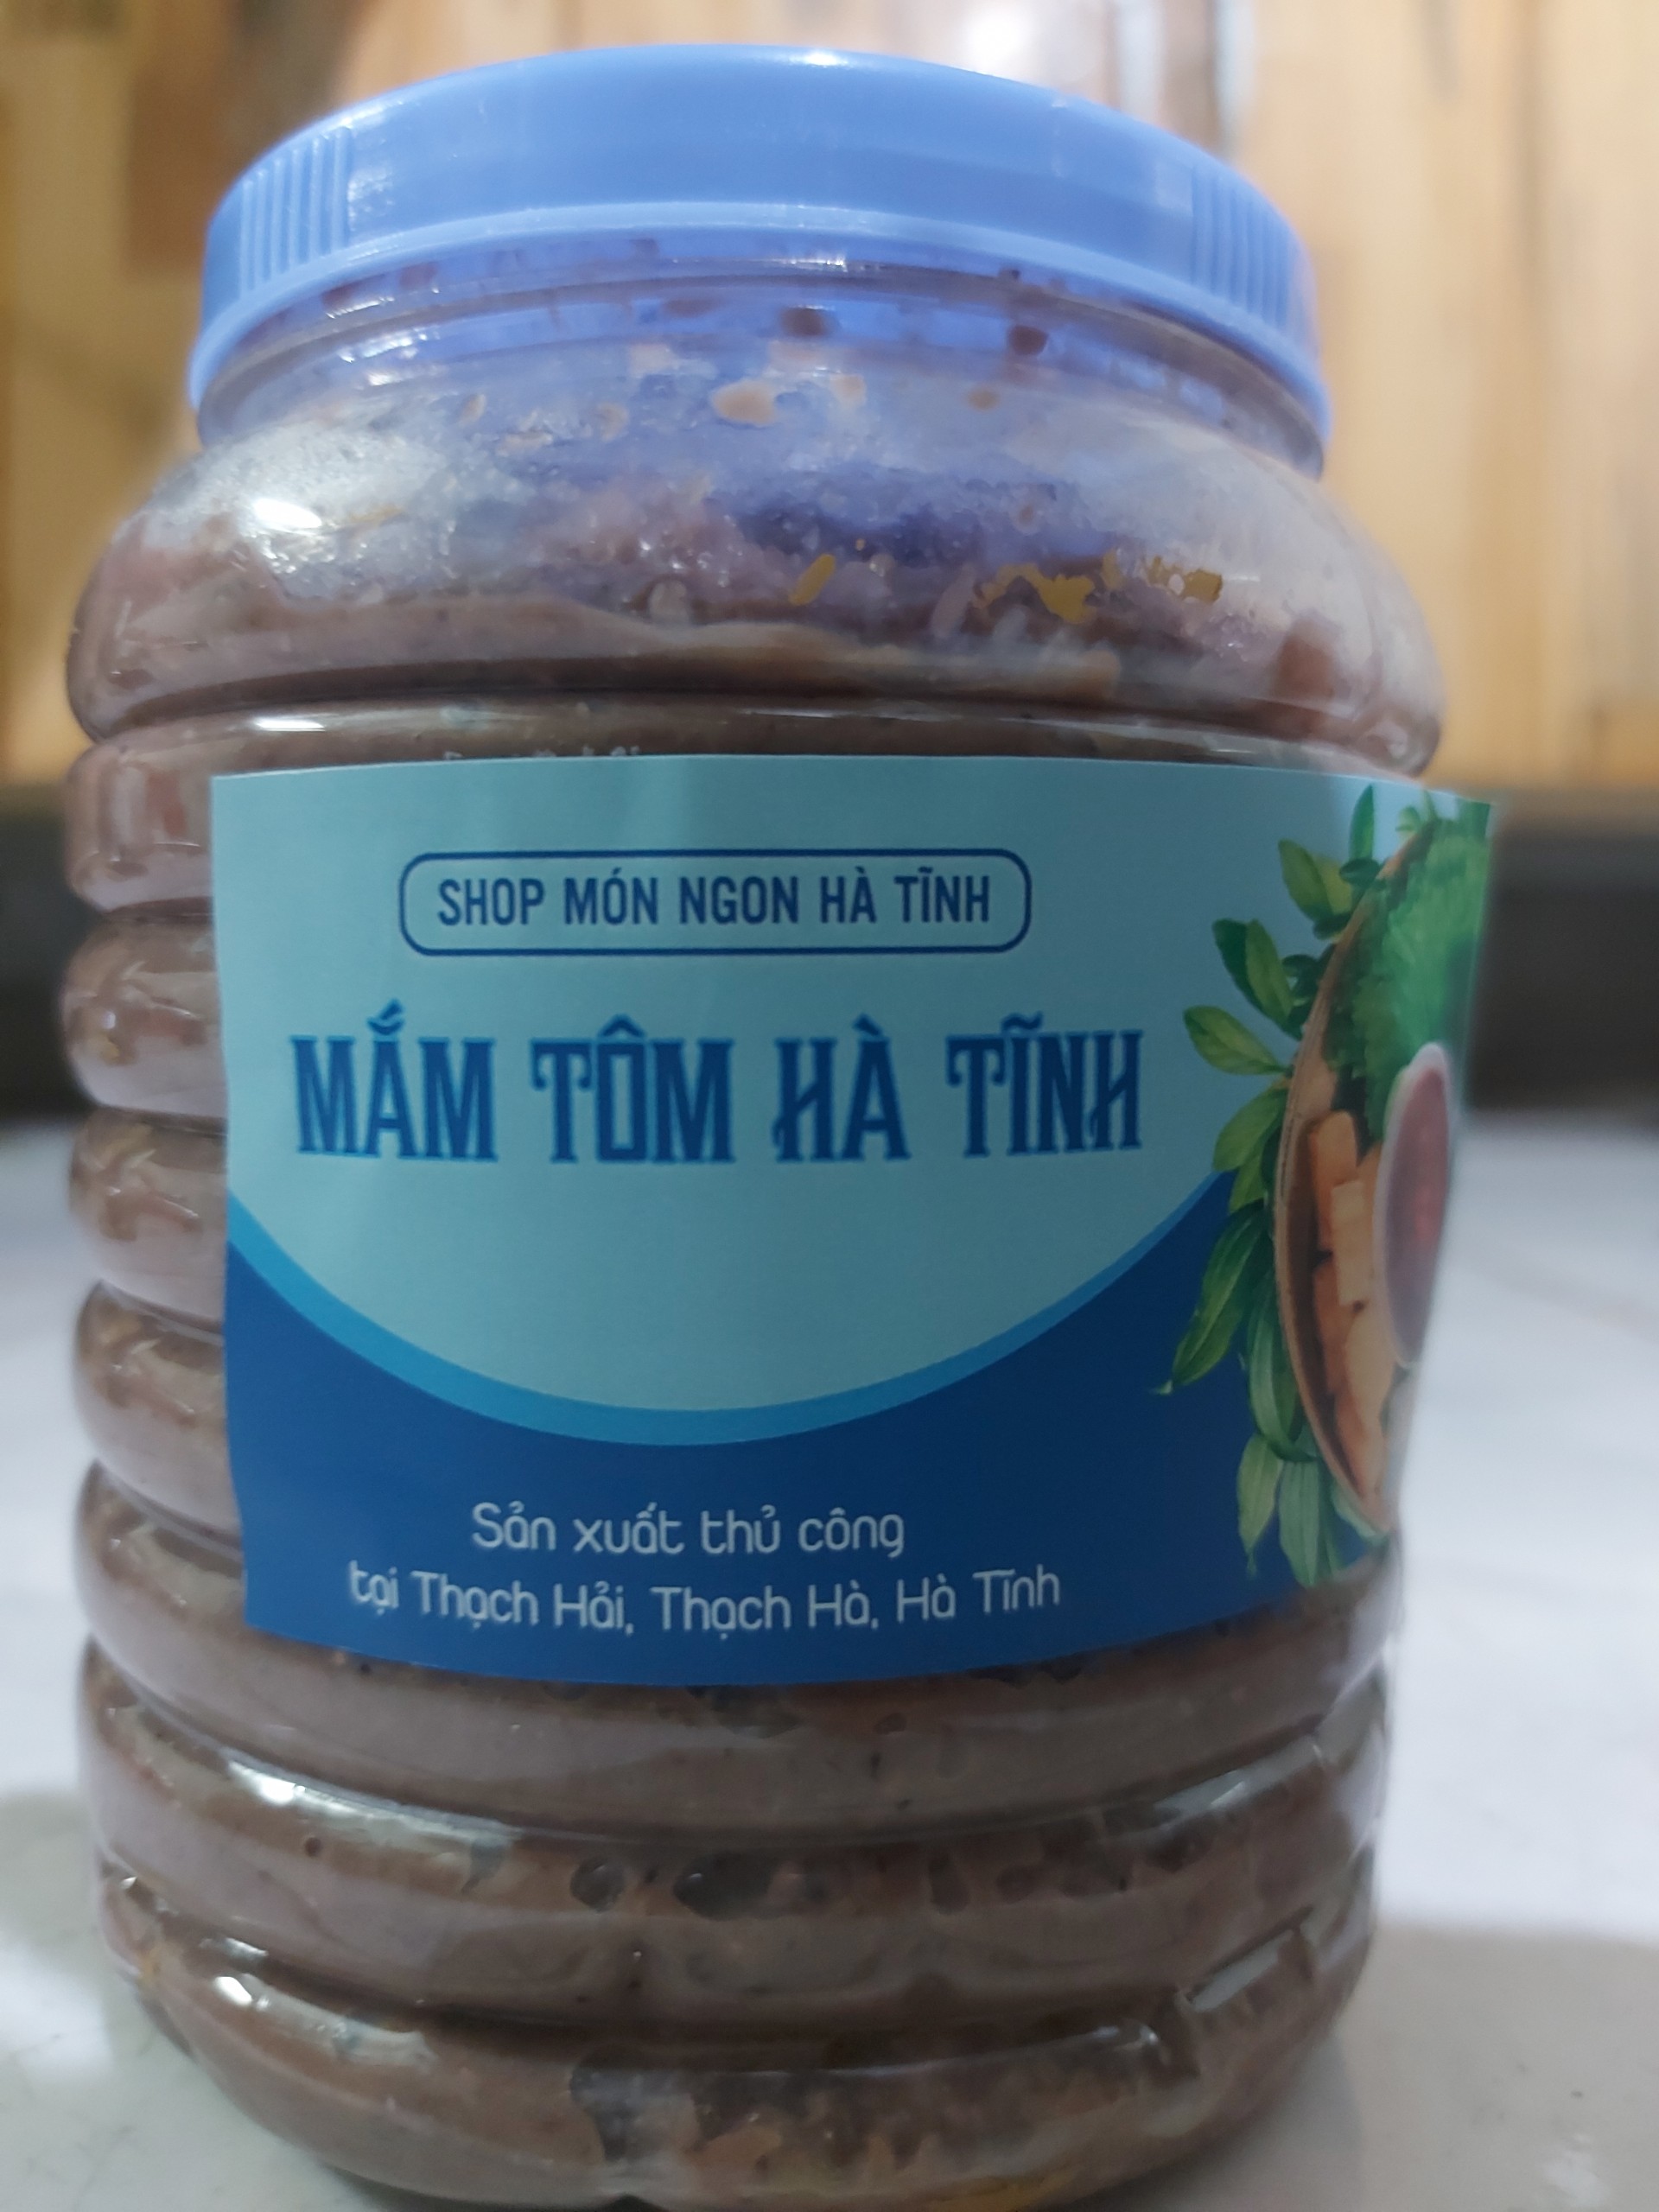 SHOP MÓN NGON HÀ TĨNH
MẮM TÔM HÀ TĨNH
Sản xuất thủ công
tại Thạch Hải, Thạch Hà, Hà Tĩnh